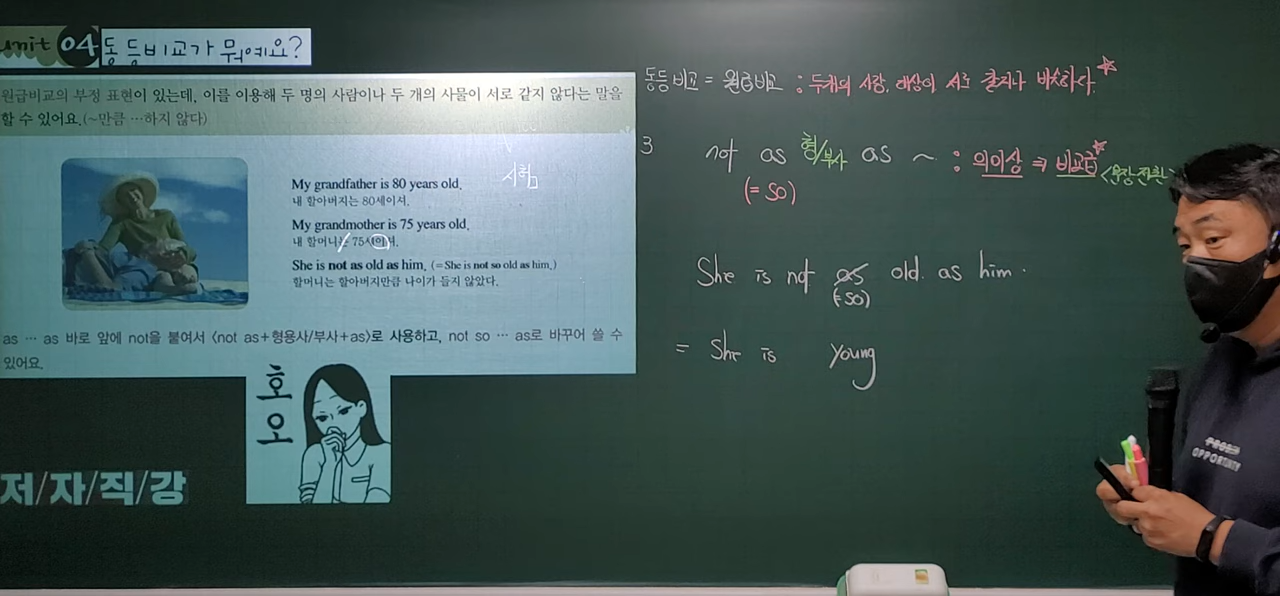 unit 04 동등비교가 뭐예요?
원급비교의 부정 표현이 있는데, 이를 이용해 두 명의 사람이나 두 개의 사물이 서로 같지 않다는 말을
할 수 있어요.(~만큼 …하지 않다)
시험
My grandfather is 80 years old.
내 할아버지는 80세이셔.
My grandmother is 75 years old.
내 할머니는 75세이셔.
She is not as old as him. (=She is not so old as him.)
할머니는 할아버지만큼 나이가 들지 않았다.
as … as 바로 앞에 not을 붙여서 〈not as+형용사/부사+as〉로 사용하고, not so … as로 바꾸어 쓸 수
있어요.
호오
저/자/직/강
동등비교 = 원급비교 : 두개의 사람, 대상이 서로 비슷하다.
3 not as 형/부사 as ~ : 의미상 ⇒ 비교급 <문장전환>
(= so)
She is not as old. as him.
(=so)
= She is young
OPPORTUNITY